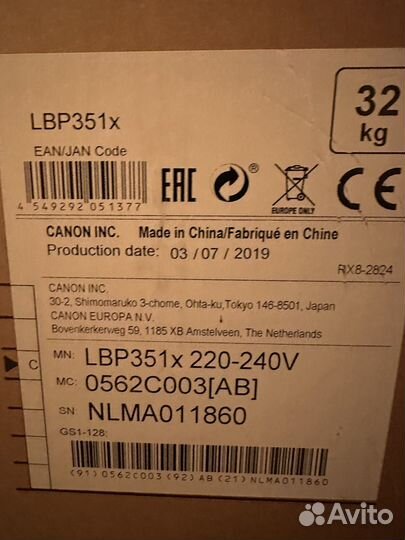 LBP351x
32
kg
EAN/JAN Code
4 549292 051377
EAC
EUROPE ONLY
CE
CANON INC. Made in China/Fabriqué en Chine
Production date: 03 / 07 / 2019
RX8-2824
CANON INC.
30-2, Shimomaruko 3-chome, Ohta-ku,Tokyo 146-8501, Japan
CANON EUROPA N.V.
Bovenkerkerweg 59, 1185 XB Amstelveen, The Netherlands
C
MN: LBP351x 220-240V
MC: 0562C003[AB]
SN NLMA011860
GS1-128:
(91)0562C003(92)AB(21)NLMA011860
Avito